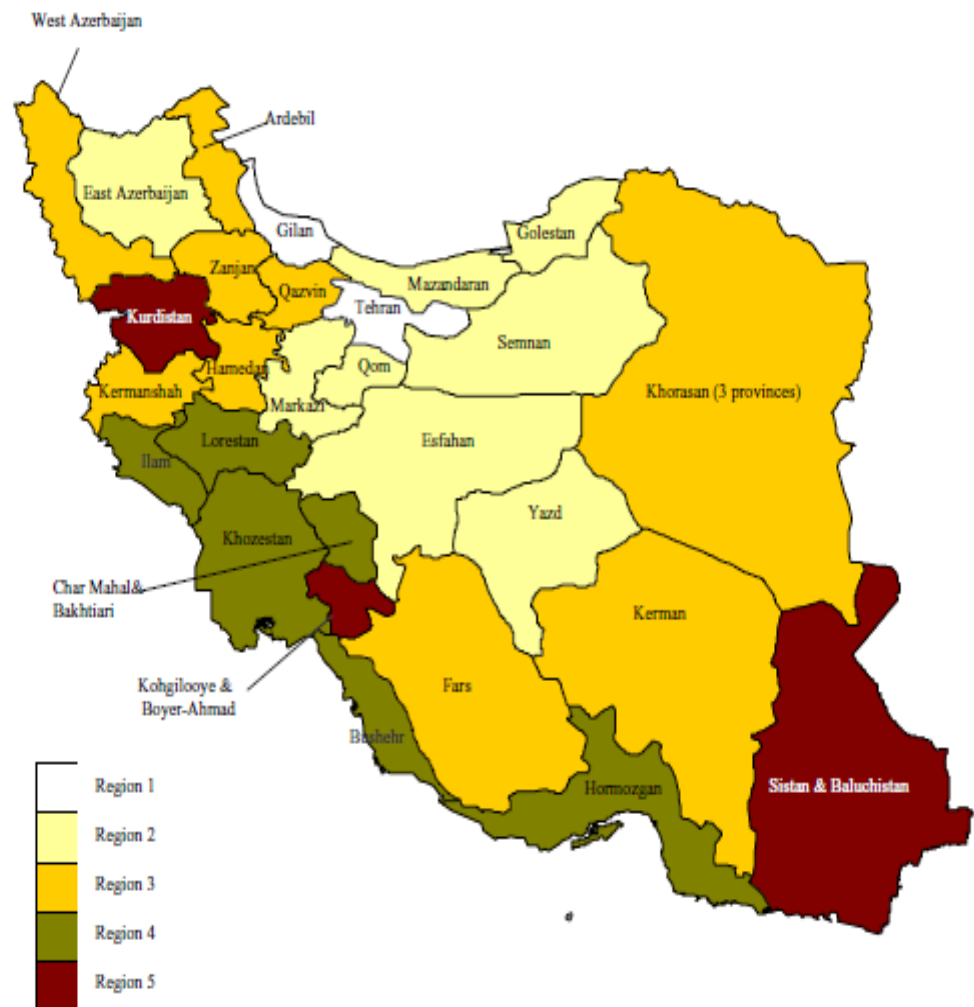 West Azerbaijan
Ardebil
East Azerbaijan
Gilan
Golestan
Zanjan
Qazvin
Mazandaran
Tehran
Kurdistan
Semnan
Hamedan
Qom
Kermanshah
Khorasan (3 provinces)
Markazi
Esfahan
Lorestan
Ilam
Yazd
Khozestan
Char Mahal&
Bakhtiari
Kerman
Kohgilooye &
Boyer-Ahmad
Fars
Bushehr
Hormozgan
Sistan & Baluchistan
Region 1
Region 2
Region 3
Region 4
Region 5